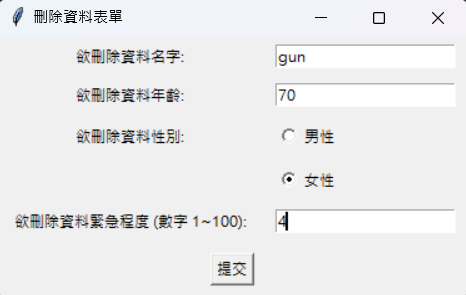 刪除資料表單
欲刪除資料名字: gun
欲刪除資料年齡: 70
欲刪除資料性別: 男性
女性
欲刪除資料緊急程度 (數字 1~100): 4
提交